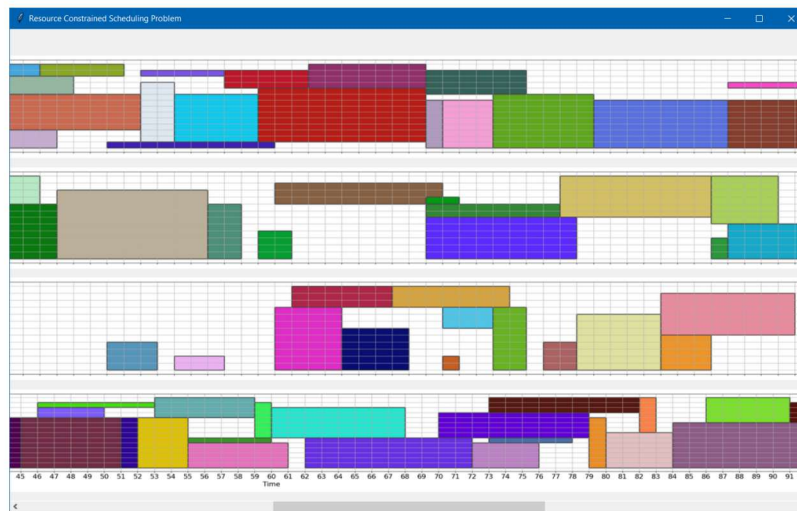 Resource Constrained Scheduling Problem
45 46 47 48 49 50 51 52 53 54 55 56 57 58 59 60 61 62 63 64 65 66 67 68 69 70 71 72 73 74 75 76 77 78 79 80 81 82 83 84 85 86 87 88 89 90 91
Time